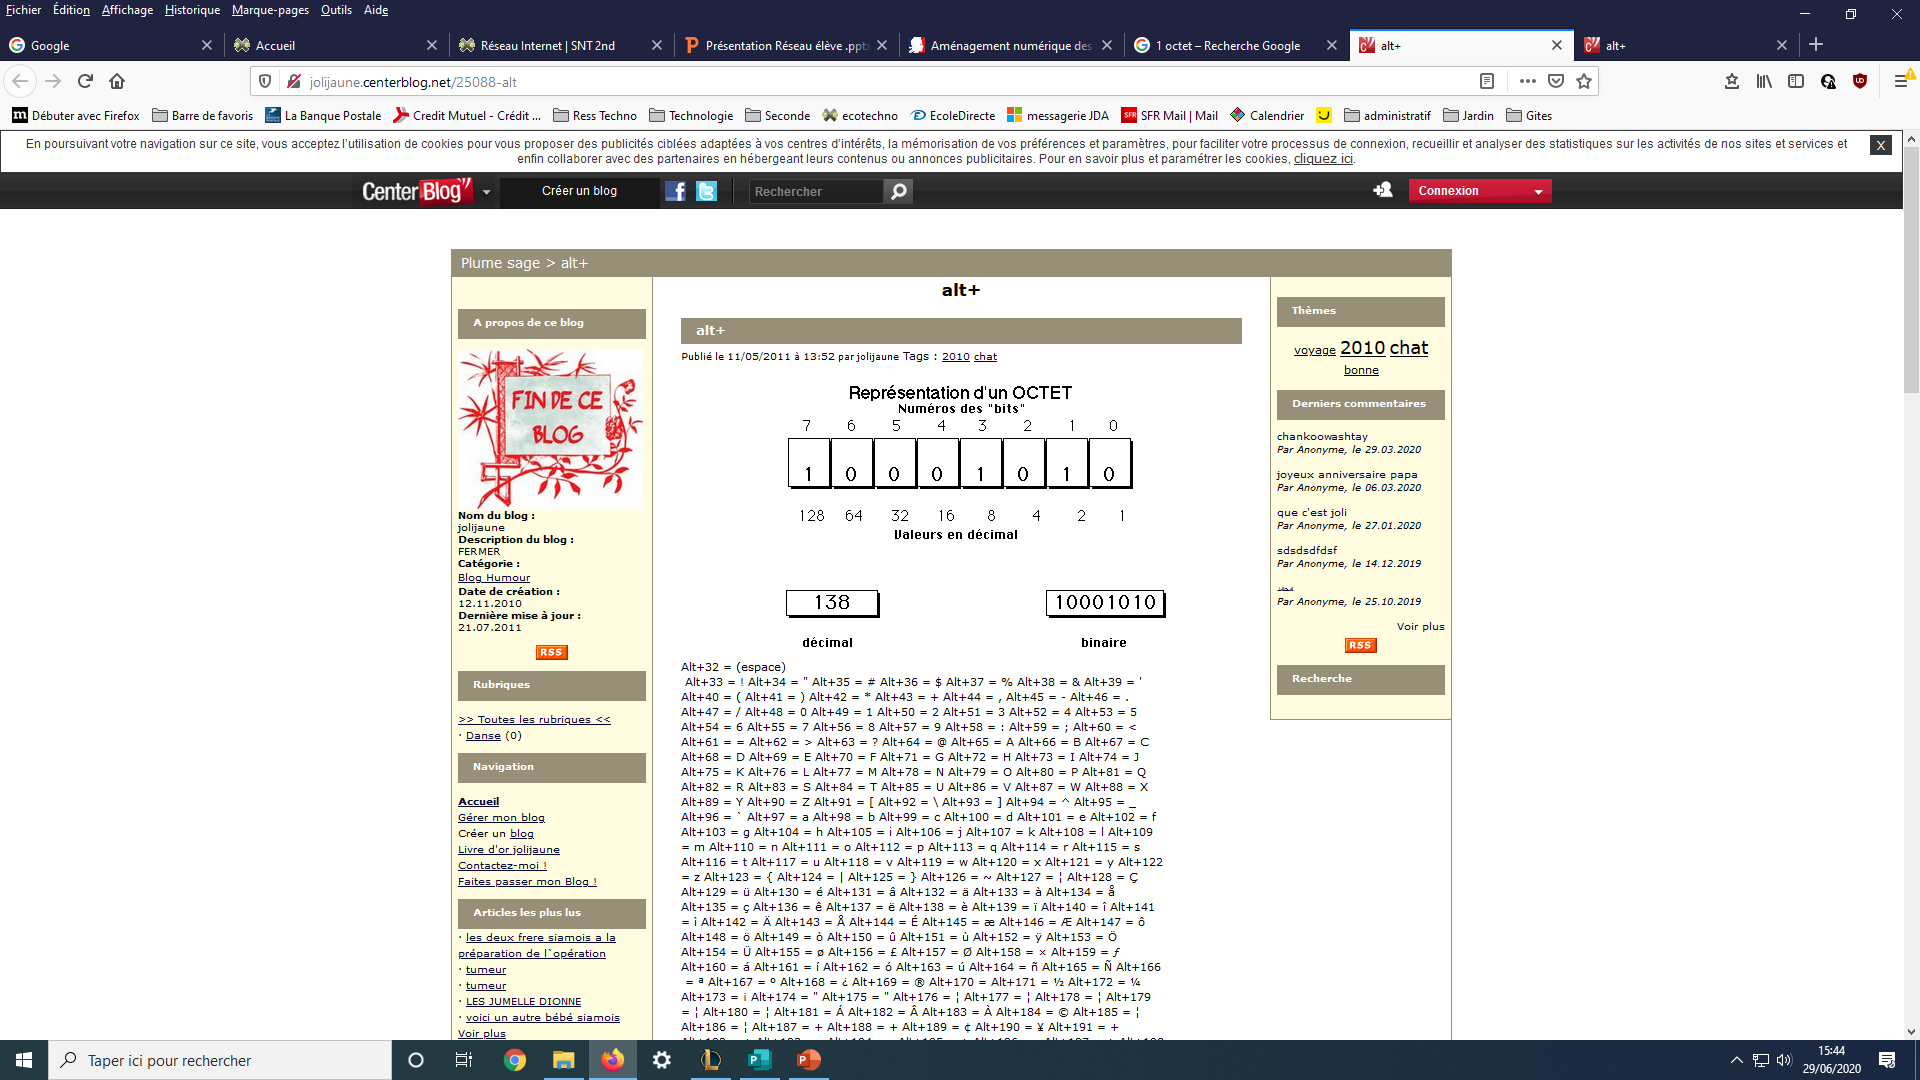 Fichier Édition Affichage Historique Marque-pages Outils Aide
Google
Accueil
Réseau Internet | SNT 2nd
Présentation Réseau élève .pptx
Aménagement numérique des
1 octet – Recherche Google
alt+
alt+
jolijaune.centerblog.net/25088-alt
Débuter avec Firefox Barre de favoris La Banque Postale Credit Mutuel - Crédit ... Ress Techno Technologie Seconde ecotechno EcoleDirecte messagerie JDA SFR Mail | Mail Calendrier administratif Jardin Gites
En poursuivant votre navigation sur ce site, vous acceptez l'utilisation de cookies pour vous proposer des publicités ciblées adaptées à vos centres d'intérêts, la mémorisation de vos préférences et paramètres, pour faciliter votre processus de connexion, recueillir et analyser des statistiques sur les activités de nos sites et services et
enfin collaborer avec des partenaires en hébergeant leurs contenus ou annonces publicitaires. Pour en savoir plus et paramétrer les cookies, cliquez ici.
X
CenterBlog
Créer un blog
Rechercher
Connexion
Plume sage > alt+
A propos de ce blog
FIN DE CE
BLOG
Nom du blog :
jolijaune
Description du blog :
FERMER
Catégorie :
Blog Humour
Date de création :
12.11.2010
Dernière mise à jour :
21.07.2011
RSS
Rubriques
>> Toutes les rubriques <<
· Danse (0)
Navigation
Accueil
Gérer mon blog
Créer un blog
Livre d'or jolijaune
Contactez-moi !
Faites passer mon Blog !
Articles les plus lus
· les deux frere siamois a la
préparation de l`opération
· tumeur
· tumeur
· LES JUMELLE DIONNE
· voici un autre bébé siamois
Voir plus
alt+
alt+
Publié le 11/05/2011 à 13:52 par jolijaune Tags : 2010 chat
Représentation d'un OCTET
Numéros des "bits"
7 6 5 4 3 2 1 0
1 0 0 0 1 0 1 0
128 64 32 16 8 4 2 1
Valeurs en décimal
138 10001010
décimal binaire
Alt+32 = (espace)
Alt+33 = ! Alt+34 = " Alt+35 = # Alt+36 = $ Alt+37 = % Alt+38 = & Alt+39 = '
Alt+40 = ( Alt+41 = ) Alt+42 = * Alt+43 = + Alt+44 = , Alt+45 = - Alt+46 = .
Alt+47 = / Alt+48 = 0 Alt+49 = 1 Alt+50 = 2 Alt+51 = 3 Alt+52 = 4 Alt+53 = 5
Alt+54 = 6 Alt+55 = 7 Alt+56 = 8 Alt+57 = 9 Alt+58 = : Alt+59 = ; Alt+60 = <
Alt+61 = = Alt+62 = > Alt+63 = ? Alt+64 = @ Alt+65 = A Alt+66 = B Alt+67 = C
Alt+68 = D Alt+69 = E Alt+70 = F Alt+71 = G Alt+72 = H Alt+73 = I Alt+74 = J
Alt+75 = K Alt+76 = L Alt+77 = M Alt+78 = N Alt+79 = O Alt+80 = P Alt+81 = Q
Alt+82 = R Alt+83 = S Alt+84 = T Alt+85 = U Alt+86 = V Alt+87 = W Alt+88 = X
Alt+89 = Y Alt+90 = Z Alt+91 = [ Alt+92 = \ Alt+93 = ] Alt+94 = ^ Alt+95 = _
Alt+96 = ` Alt+97 = a Alt+98 = b Alt+99 = c Alt+100 = d Alt+101 = e Alt+102 = f
Alt+103 = g Alt+104 = h Alt+105 = i Alt+106 = j Alt+107 = k Alt+108 = l Alt+109
= m Alt+110 = n Alt+111 = o Alt+112 = p Alt+113 = q Alt+114 = r Alt+115 = s
Alt+116 = t Alt+117 = u Alt+118 = v Alt+119 = w Alt+120 = x Alt+121 = y Alt+122
= z Alt+123 = { Alt+124 = | Alt+125 = } Alt+126 = ~ Alt+127 = ¦ Alt+128 = Ç
Alt+129 = ü Alt+130 = é Alt+131 = â Alt+132 = ä Alt+133 = à Alt+134 = å
Alt+135 = ç Alt+136 = ê Alt+137 = ë Alt+138 = è Alt+139 = ï Alt+140 = î Alt+141
= ì Alt+142 = Ä Alt+143 = Å Alt+144 = É Alt+145 = æ Alt+146 = Æ Alt+147 = ô
Alt+148 = ö Alt+149 = ò Alt+150 = û Alt+151 = ù Alt+152 = ÿ Alt+153 = Ö
Alt+154 = Ü Alt+155 = ø Alt+156 = £ Alt+157 = Ø Alt+158 = × Alt+159 = ƒ
Alt+160 = á Alt+161 = í Alt+162 = ó Alt+163 = ú Alt+164 = ñ Alt+165 = Ñ Alt+166
= ª Alt+167 = º Alt+168 = ¿ Alt+169 = ® Alt+170 = Alt+171 = ½ Alt+172 = ¼
Alt+173 = ¡ Alt+174 = " Alt+175 = " Alt+176 = ¦ Alt+177 = ¦ Alt+178 = ¦ Alt+179
= ¦ Alt+180 = ¦ Alt+181 = Á Alt+182 = Â Alt+183 = À Alt+184 = © Alt+185 = ¦
Alt+186 = ¦ Alt+187 = + Alt+188 = + Alt+189 = ¢ Alt+190 = ¥ Alt+191 = +
Thèmes
voyage 2010 chat
bonne
Derniers commentaires
chankoowashtay
Par Anonyme, le 29.03.2020
joyeux anniversaire papa
Par Anonyme, le 06.03.2020
que c'est joli
Par Anonyme, le 27.01.2020
sdsdsdfdsf
Par Anonyme, le 14.12.2019
Par Anonyme, le 25.10.2019
Voir plus
RSS
Recherche
Taper ici pour rechercher
15:44
29/06/2020